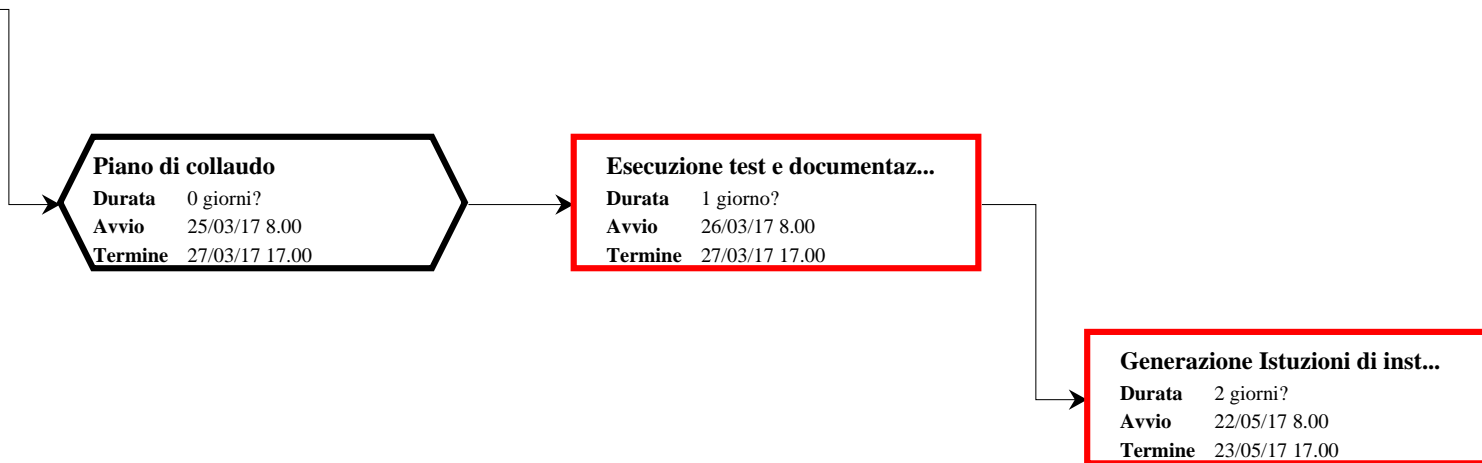 Piano di collaudo
Durata 0 giorni?
Avvio 25/03/17 8.00
Termine 27/03/17 17.00
Esecuzione test e documentaz...
Durata 1 giorno?
Avvio 26/03/17 8.00
Termine 27/03/17 17.00
Generazione Istuzioni di inst...
Durata 2 giorni?
Avvio 22/05/17 8.00
Termine 23/05/17 17.00